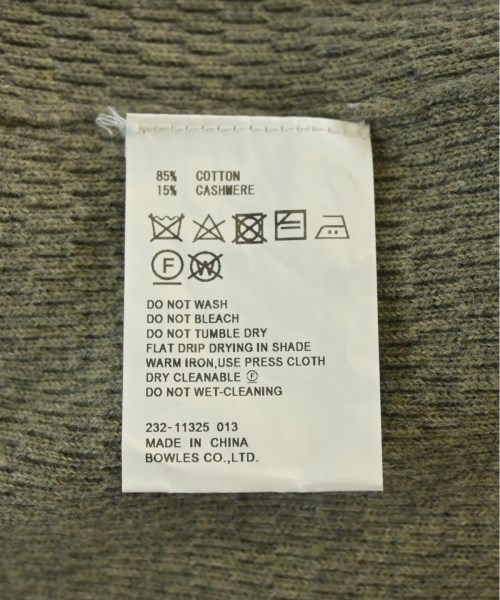 85% COTTON
15% CASHMERE
F W
DO NOT WASH
DO NOT BLEACH
DO NOT TUMBLE DRY
FLAT DRIP DRYING IN SHADE
WARM IRON,USE PRESS CLOTH
DRY CLEANABLE Ⓕ
DO NOT WET-CLEANING
232-11325 013
MADE IN CHINA
BOWLES CO.,LTD.